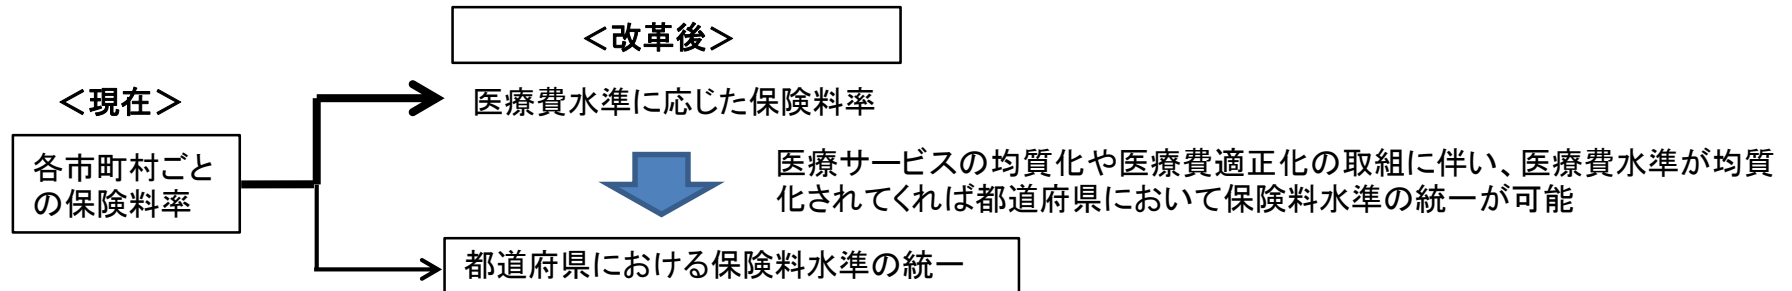 ＜改革後＞
＜現在＞
医療費水準に応じた保険料率
各市町村ごと
の保険料率
医療サービスの均質化や医療費適正化の取組に伴い、医療費水準が均質
化されてくれば都道府県において保険料水準の統一が可能
都道府県における保険料水準の統一